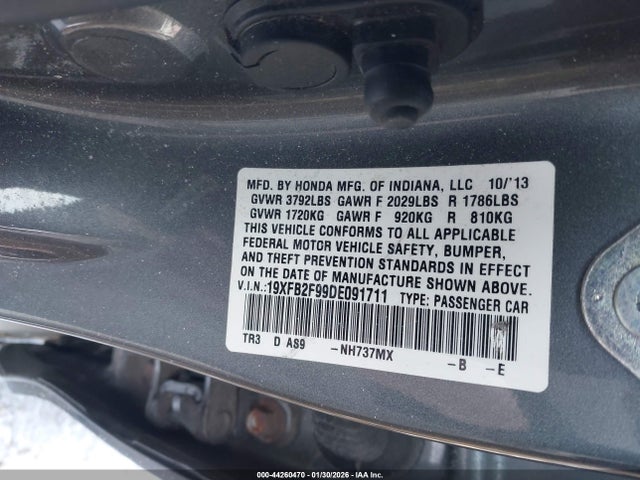 MFD. BY HONDA MFG. OF INDIANA, LLC 10/'13
GVWR 3792LBS GAWR F 2029LBS R 1786LBS
GVWR 1720KG GAWR F 920KG R 810KG
THIS VEHICLE CONFORMS TO ALL APPLICABLE
FEDERAL MOTOR VEHICLE SAFETY, BUMPER,
AND THEFT PREVENTION STANDARDS IN EFFECT
ON THE DATE OF MANUFACTURE SHOWN ABOVE.
V.I.N.: 19XFB2F99DE091711 TYPE: PASSENGER CAR
TR3 D AS9 -NH737MX -B -E
000-44260470 | 01/30/2026 | IAA Inc.